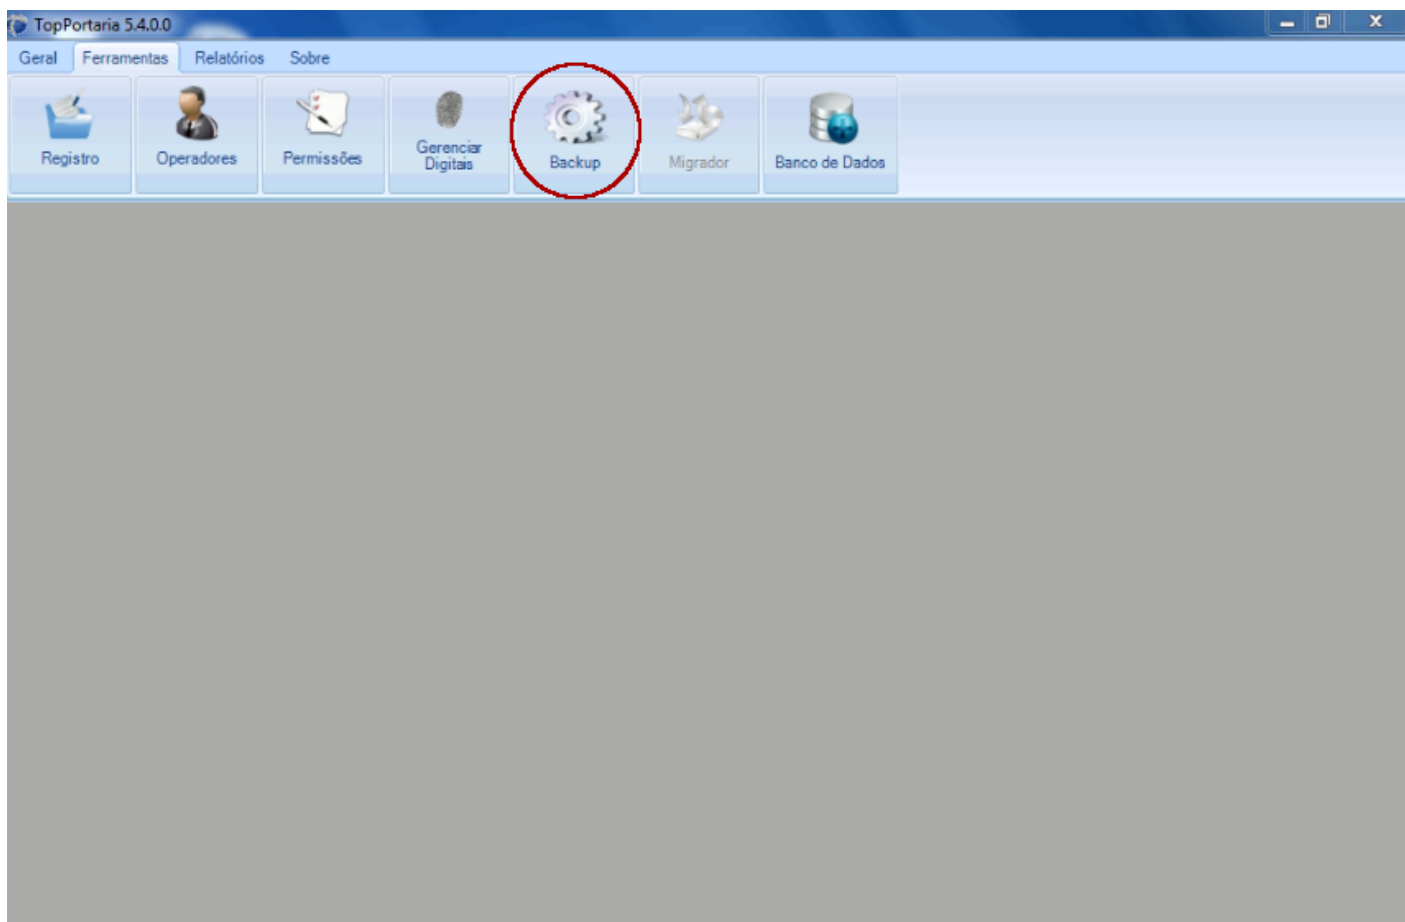 TopPortaria 5.4.0.0
Geral Ferramentas Relatórios Sobre
Registro Operadores Permissões Gerenciar Digitais Backup Migrador Banco de Dados